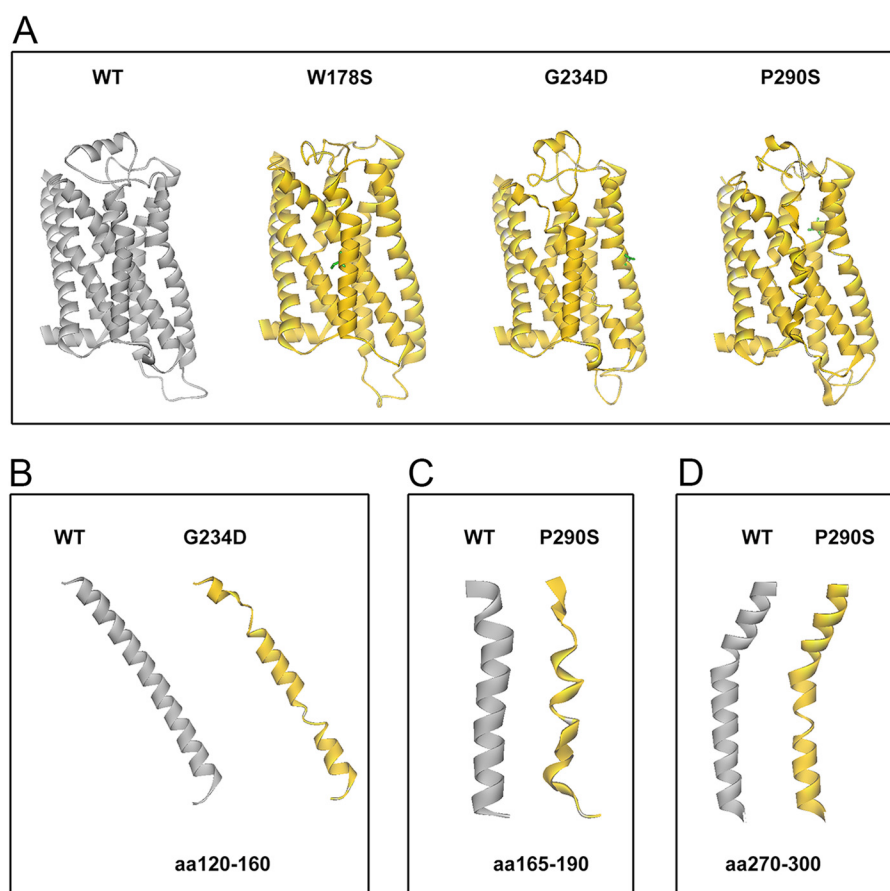 A
WT W178S G234D P290S
B C D
WT G234D WT P290S WT P290S
aa120-160 aa165-190 aa270-300